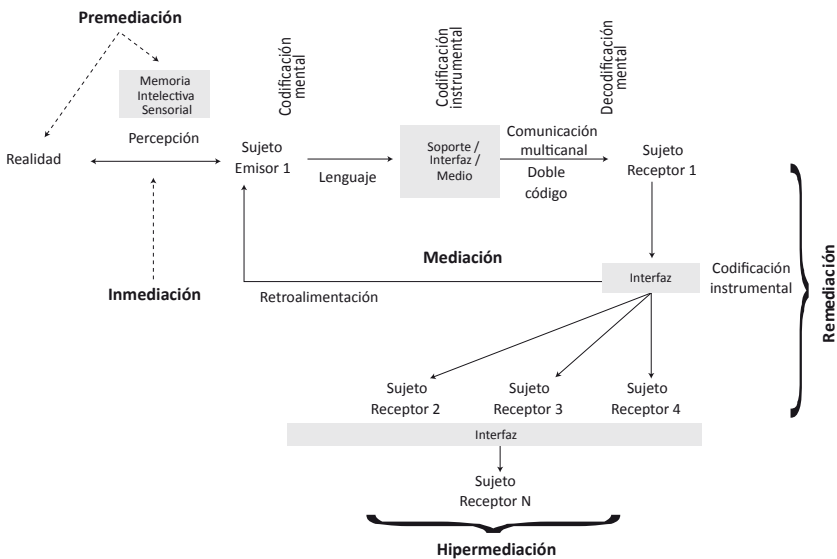 Premediación
Memoria
Intelectiva
Sensorial
Codificación
mental
Codificación
instrumental
Decodificación
mental
Realidad
Percepción
Sujeto
Emisor 1
Lenguaje
Soporte /
Interfaz /
Medio
Comunicación
multicanal
Doble
código
Sujeto
Receptor 1
Mediación
Inmediación
Retroalimentación
Interfaz
Codificación
instrumental
Remediación
Sujeto
Receptor 2
Sujeto
Receptor 3
Sujeto
Receptor 4
Interfaz
Sujeto
Receptor N
Hipermediación